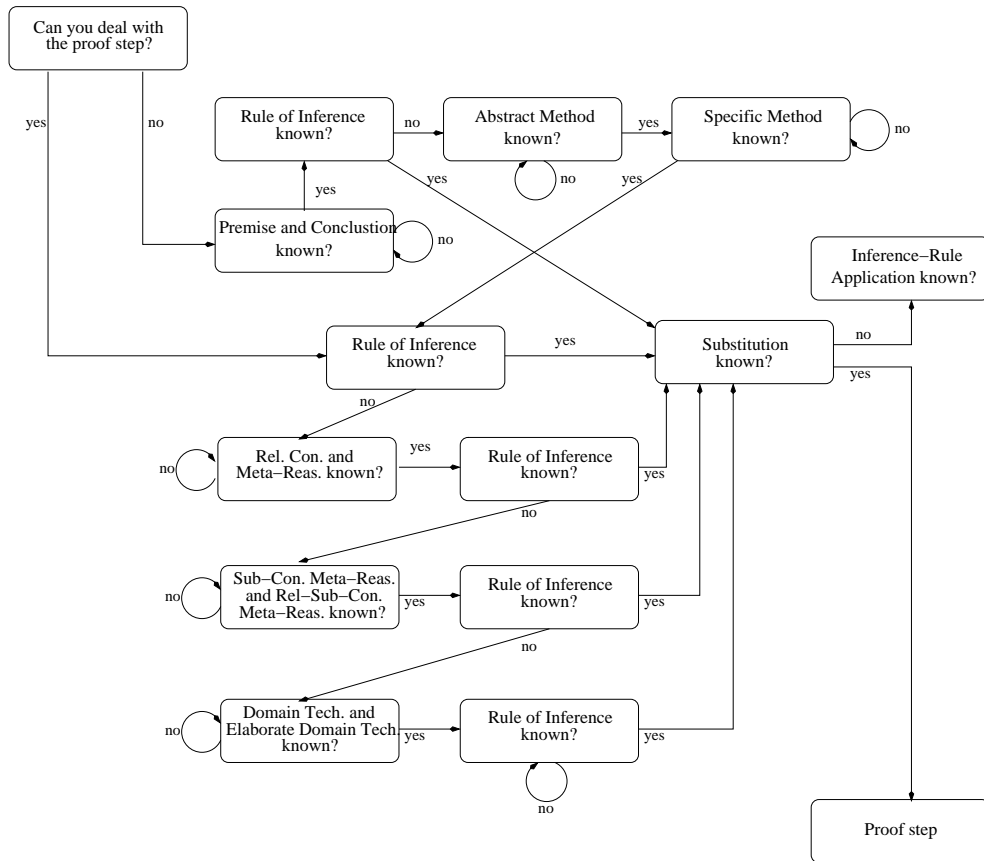 Can you deal with
the proof step?
yes
no
Rule of Inference
known?
no
Abstract Method
known?
yes
Specific Method
known?
no
yes
no
yes
yes
Premise and Conclustion
known?
no
Inference−Rule
Application known?
Rule of Inference
known?
yes
Substitution
known?
no
yes
no
Rel. Con. and
Meta−Reas. known?
no
yes
Rule of Inference
known?
yes
no
Sub−Con. Meta−Reas.
and Rel−Sub−Con.
Meta−Reas. known?
no
yes
Rule of Inference
known?
yes
no
Domain Tech. and
Elaborate Domain Tech.
known?
no
yes
Rule of Inference
known?
yes
no
Proof step